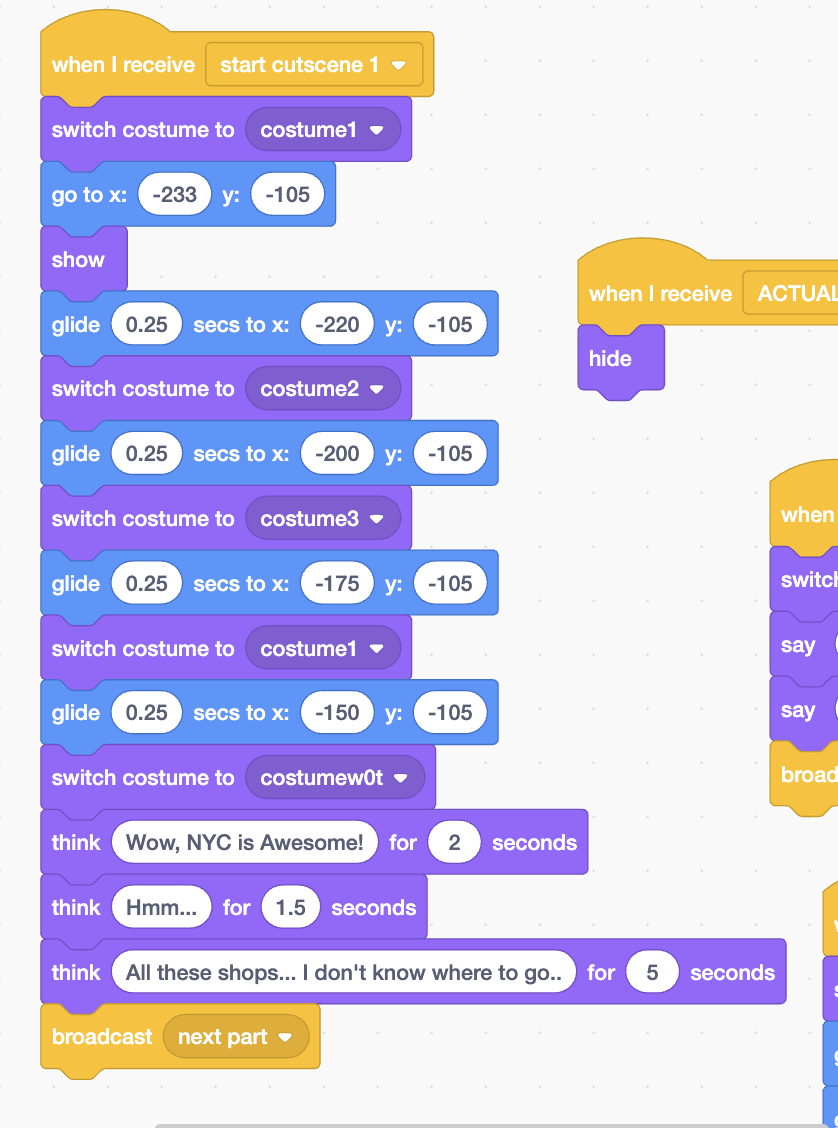 when I receive start cutscene 1
switch costume to costume1
go to x: -233 y: -105
show
glide 0.25 secs to x: -220 y: -105
switch costume to costume2
glide 0.25 secs to x: -200 y: -105
switch costume to costume3
glide 0.25 secs to x: -175 y: -105
switch costume to costume1
glide 0.25 secs to x: -150 y: -105
switch costume to costumew0t
think Wow, NYC is Awesome! for 2 seconds
think Hmm... for 1.5 seconds
think All these shops... I don't know where to go.. for 5 seconds
broadcast next part
when I receive ACTUAL
hide
when
switch
say
say
broad